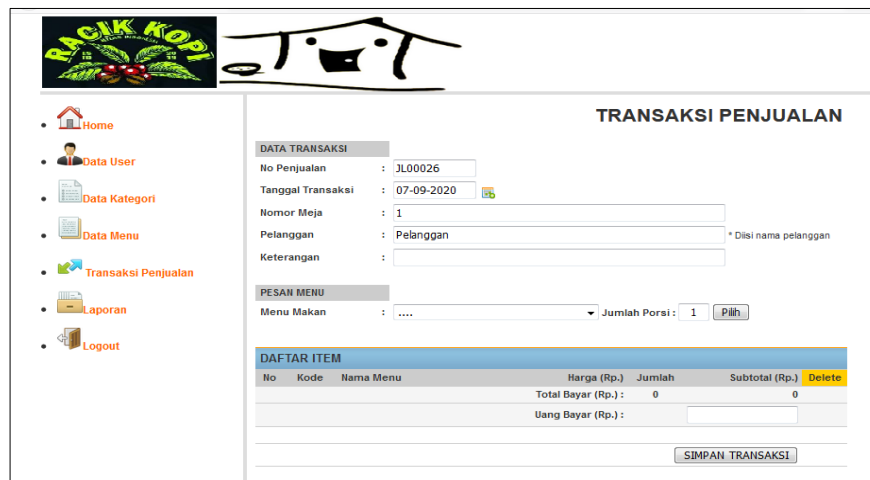 RACIK KOPI
TRANSAKSI PENJUALAN
Home
Data User
Data Kategori
Data Menu
Transaksi Penjualan
Laporan
Logout
DATA TRANSAKSI
No Penjualan : JL00026
Tanggal Transaksi : 07-09-2020
Nomor Meja : 1
Pelanggan : Pelanggan * Diisi nama pelanggan
Keterangan :
PESAN MENU
Menu Makan : .... Jumlah Porsi : 1 Pilih
DAFTAR ITEM
No Kode Nama Menu Harga (Rp.) Jumlah Subtotal (Rp.) Delete
Total Bayar (Rp.) : 0 0
Uang Bayar (Rp.) :
SIMPAN TRANSAKSI